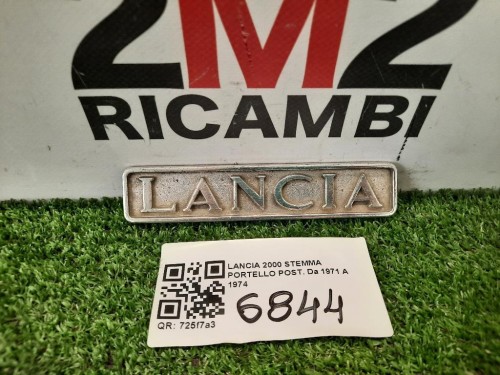 2M2
RICAMBI
LANCIA
LANCIA 2000 STEMMA
PORTELLO POST. Da 1971 A
1974
6844
QR: 725f7a3